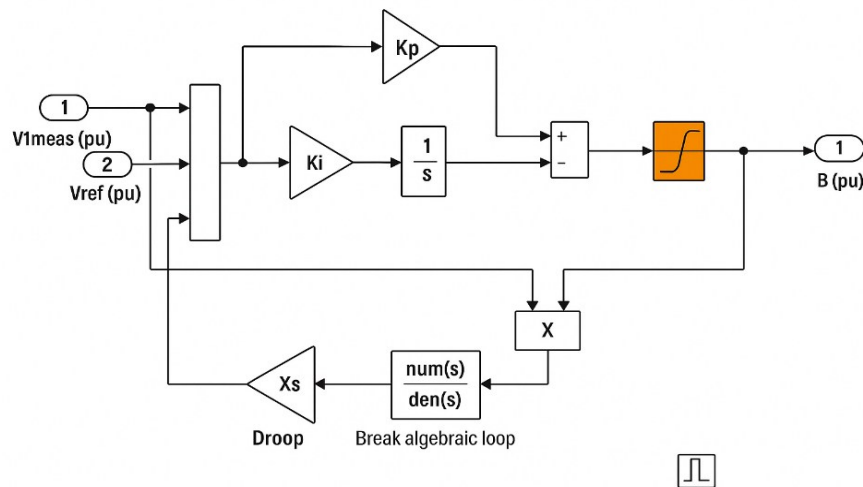 Kp
1
V1meas (pu)
2
Vref (pu)
Ki
1
s
+
−
1
B (pu)
X
Xs
num(s)
den(s)
Droop
Break algebraic loop